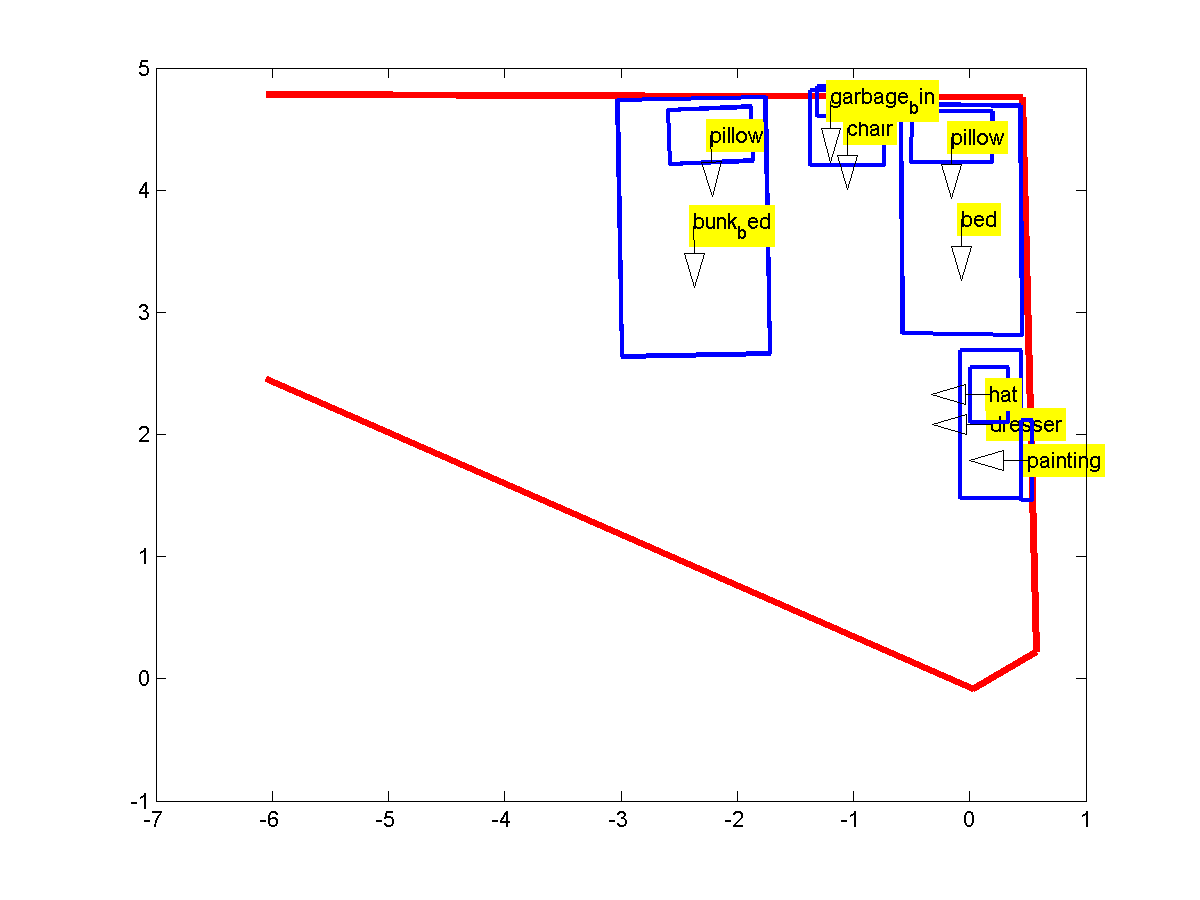 5
garbage_bin
chair
pillow
pillow
4
bunk_bed
bed
3
hat
2
dresser
painting
1
0
-1
-7 -6 -5 -4 -3 -2 -1 0 1